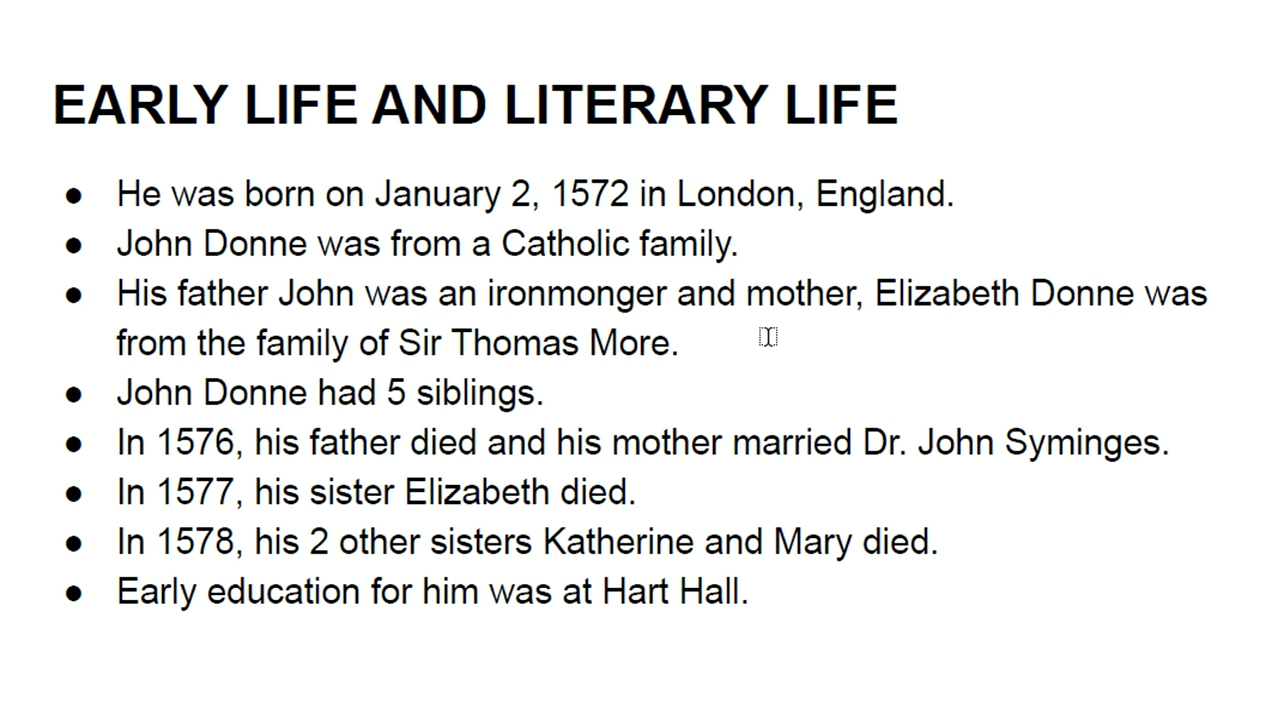 EARLY LIFE AND LITERARY LIFE
● He was born on January 2, 1572 in London, England.
● John Donne was from a Catholic family.
● His father John was an ironmonger and mother, Elizabeth Donne was
from the family of Sir Thomas More.
● John Donne had 5 siblings.
● In 1576, his father died and his mother married Dr. John Syminges.
● In 1577, his sister Elizabeth died.
● In 1578, his 2 other sisters Katherine and Mary died.
● Early education for him was at Hart Hall.